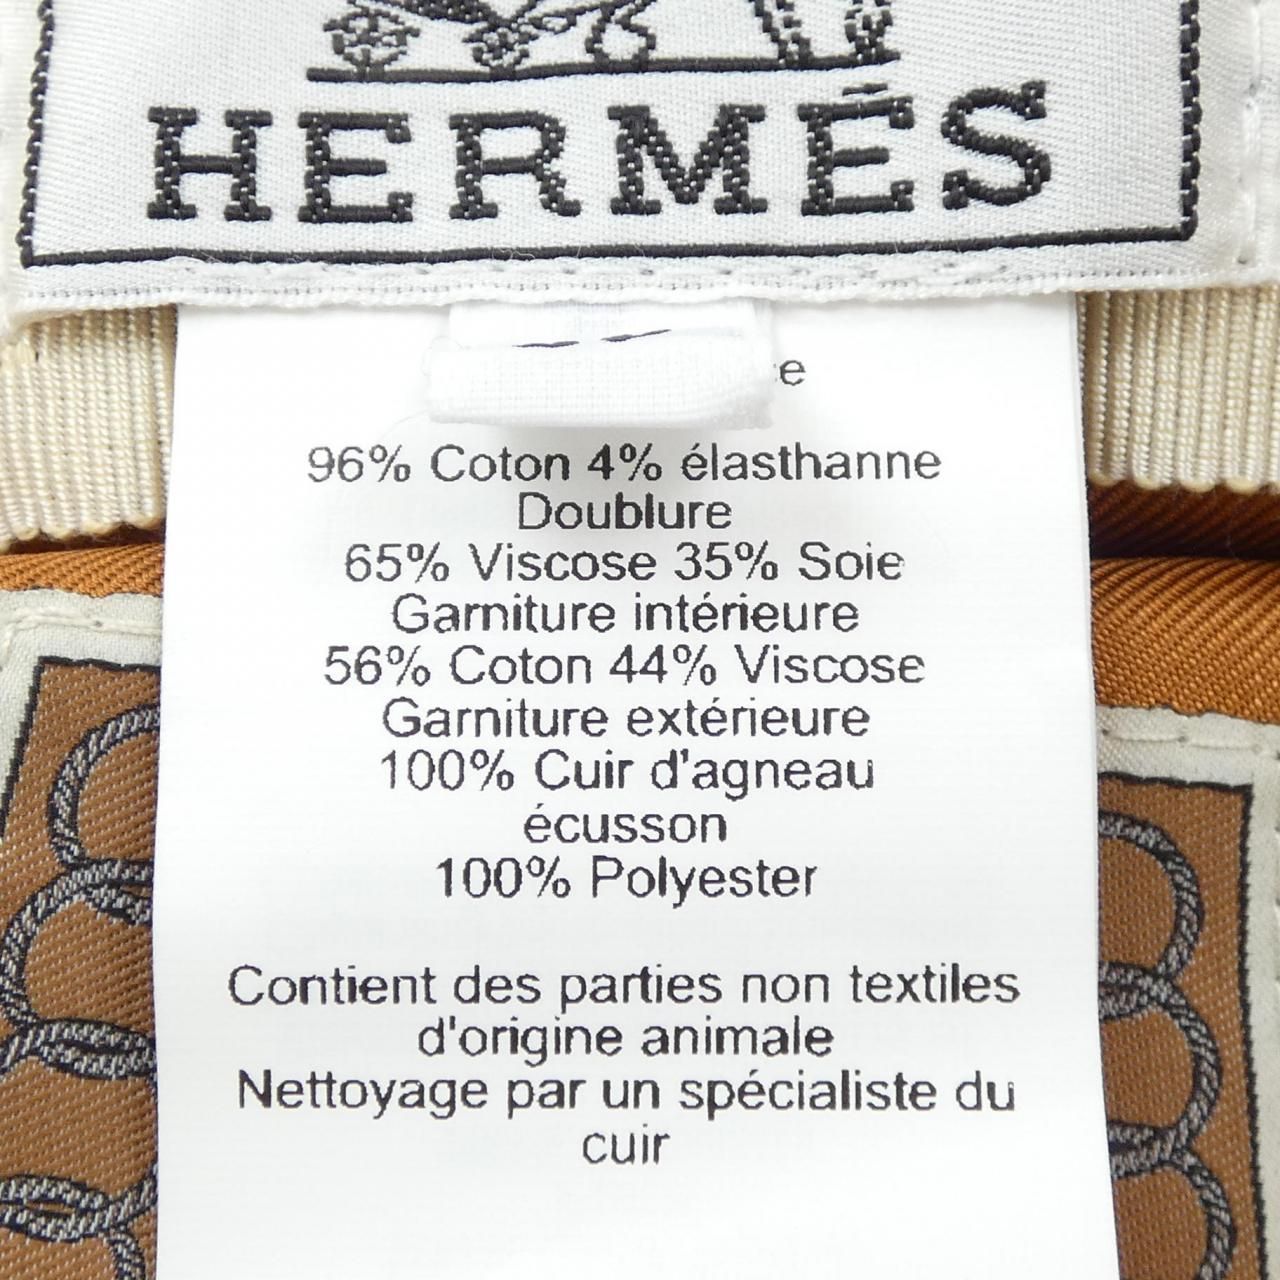 HERMÈS
96% Coton 4% élasthanne
Doublure
65% Viscose 35% Soie
Garniture intérieure
56% Coton 44% Viscose
Garniture extérieure
100% Cuir d'agneau
écusson
100% Polyester
Contient des parties non textiles
d'origine animale
Nettoyage par un spécialiste du
cuir